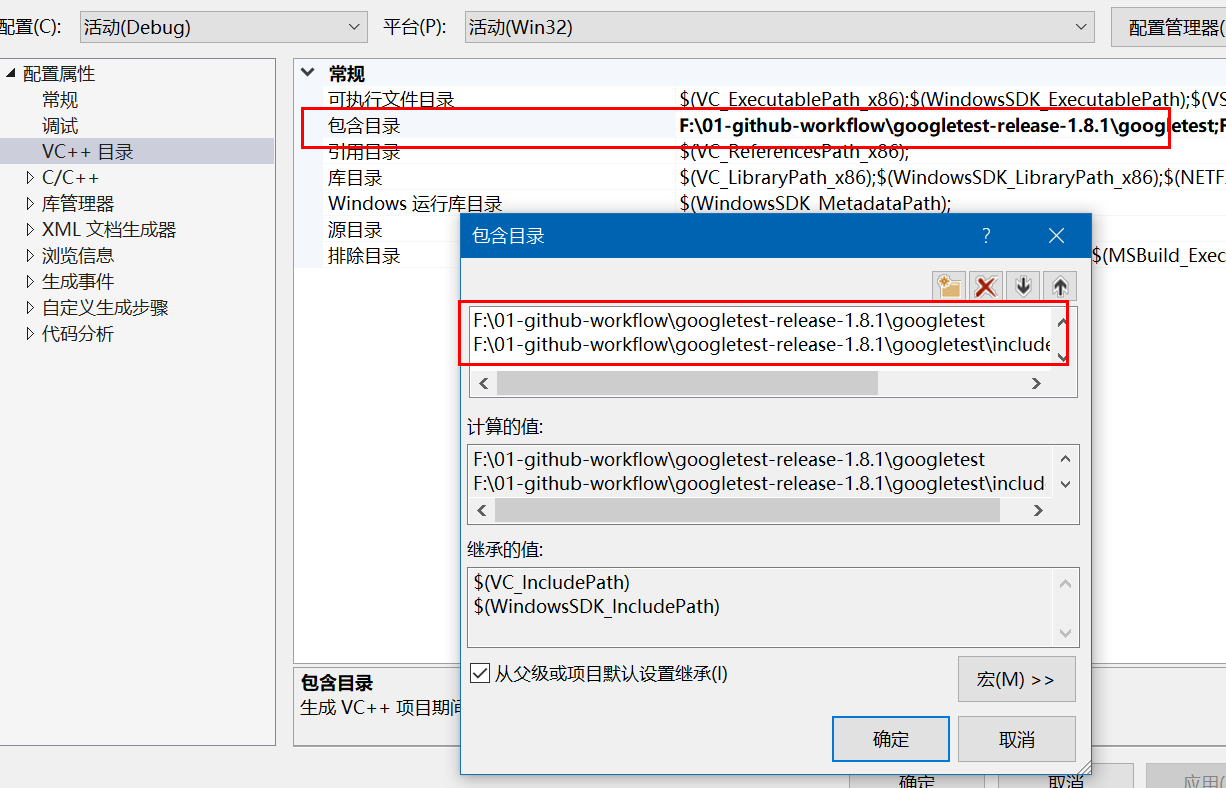 配置(C): 活动(Debug) 平台(P): 活动(Win32) 配置管理器(
配置属性
常规
调试
VC++ 目录
C/C++
库管理器
XML 文档生成器
浏览信息
生成事件
自定义生成步骤
代码分析
常规
可执行文件目录 $(VC_ExecutablePath_x86);$(WindowsSDK_ExecutablePath);$(VS
包含目录 F:\01-github-workflow\googletest-release-1.8.1\googletest;F
引用目录 $(VC_ReferencesPath_x86);
库目录 $(VC_LibraryPath_x86);$(WindowsSDK_LibraryPath_x86);$(NETF
Windows 运行库目录 $(WindowsSDK_MetadataPath);
源目录
排除目录 $(MSBuild_Exec
包含目录 ?
F:\01-github-workflow\googletest-release-1.8.1\googletest
F:\01-github-workflow\googletest-release-1.8.1\googletest\include
计算的值:
F:\01-github-workflow\googletest-release-1.8.1\googletest
F:\01-github-workflow\googletest-release-1.8.1\googletest\includ
继承的值:
$(VC_IncludePath)
$(WindowsSDK_IncludePath)
从父级或项目默认设置继承(I)
宏(M) >>
确定 取消
包含目录
生成 VC++ 项目期间
确定 取消 应用(